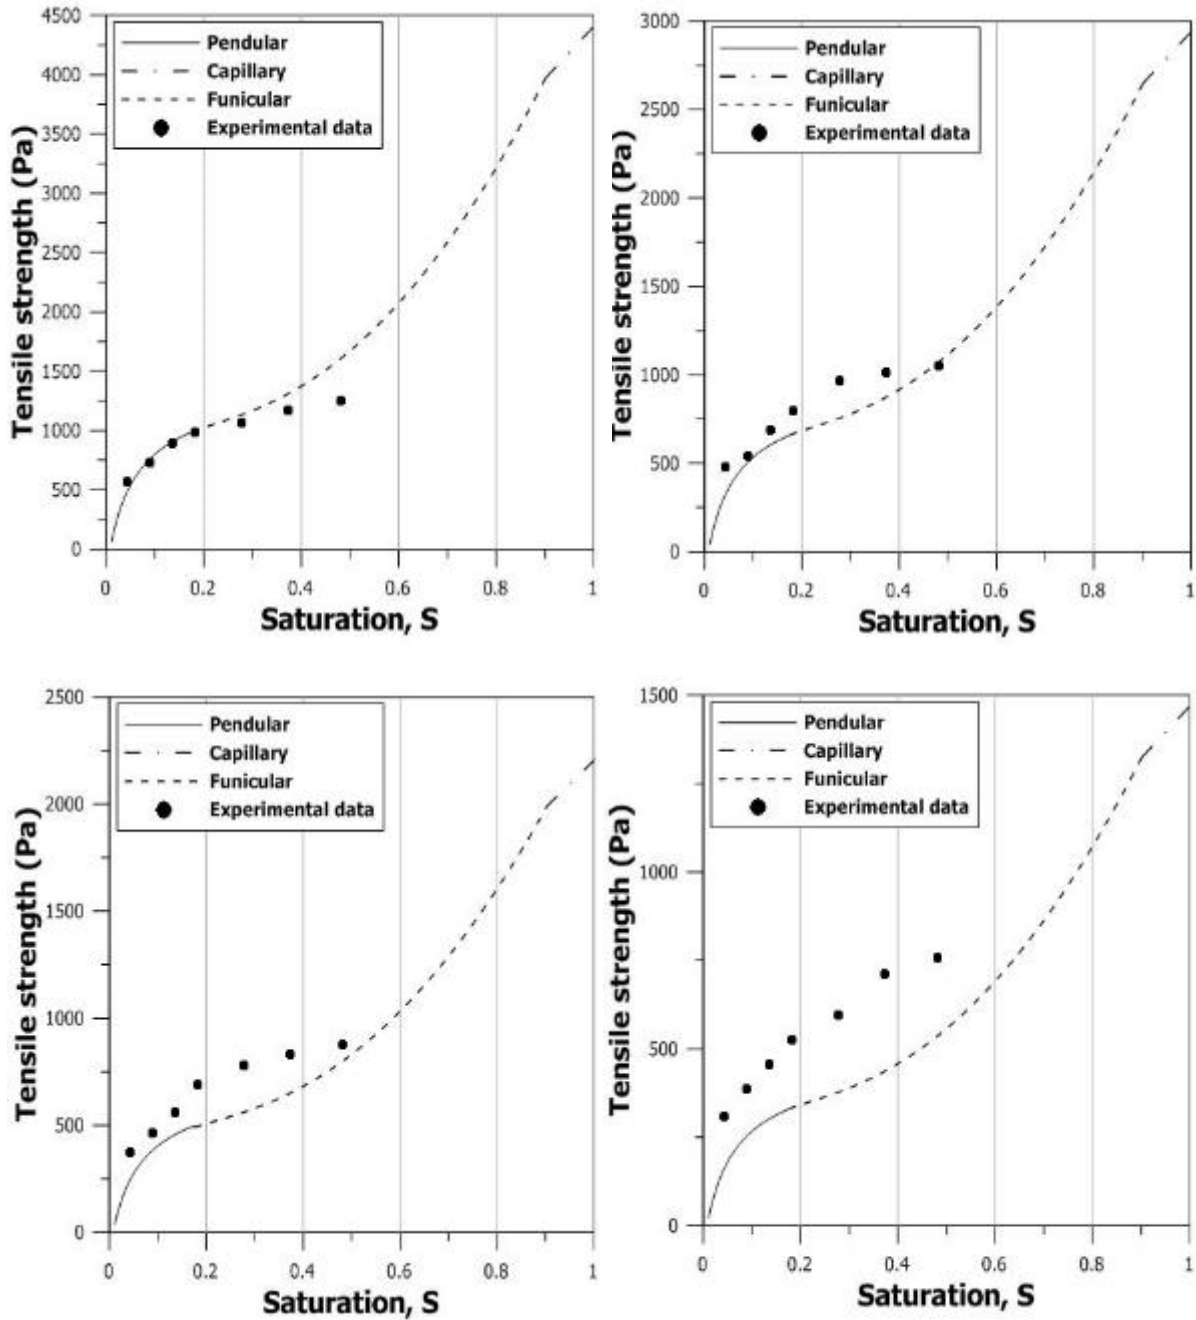 4500
4000
3500
3000
2500
2000
1500
1000
500
0
Tensile strength (Pa)
Pendular
Capillary
Funicular
Experimental data
0 0.2 0.4 0.6 0.8 1
Saturation, S
3000
2500
2000
1500
1000
500
0
Tensile strength (Pa)
Pendular
Capillary
Funicular
Experimental data
0 0.2 0.4 0.6 0.8 1
Saturation, S
2500
2000
1500
1000
500
0
Tensile strength (Pa)
Pendular
Capillary
Funicular
Experimental data
0 0.2 0.4 0.6 0.8 1
Saturation, S
1500
1000
500
0
Tensile strength (Pa)
Pendular
Capillary
Funicular
Experimental data
0 0.2 0.4 0.6 0.8 1
Saturation, S